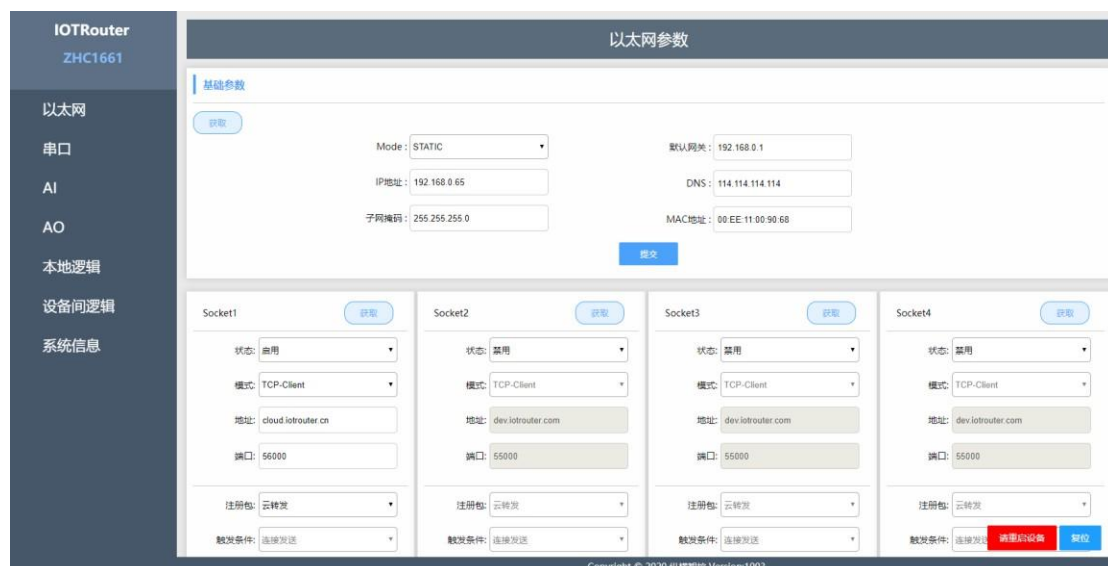 IOTRouter
ZHC1661
以太网
串口
AI
AO
本地逻辑
设备间逻辑
系统信息
以太网参数
基础参数
获取
Mode : STATIC 默认网关 : 192.168.0.1
IP地址 : 192.168.0.65 DNS : 114.114.114.114
子网掩码 : 255.255.255.0 MAC地址 : 00:EE:11:00:90:68
提交
Socket1 获取 Socket2 获取 Socket3 获取 Socket4 获取
状态: 启用 状态: 禁用 状态: 禁用 状态: 禁用
模式: TCP-Client 模式: TCP-Client 模式: TCP-Client 模式: TCP-Client
地址: cloud.iotrouter.cn 地址: dev.iotrouter.com 地址: dev.iotrouter.com 地址: dev.iotrouter.com
端口: 56000 端口: 55000 端口: 55000 端口: 55000
注册包: 云转发 注册包: 云转发 注册包: 云转发 注册包: 云转发
触发条件: 连接发送 触发条件: 连接发送 触发条件: 连接发送 触发条件: 连接发送 请重启设备 复位
Copyright © 2020 纵横智控 Version:1003